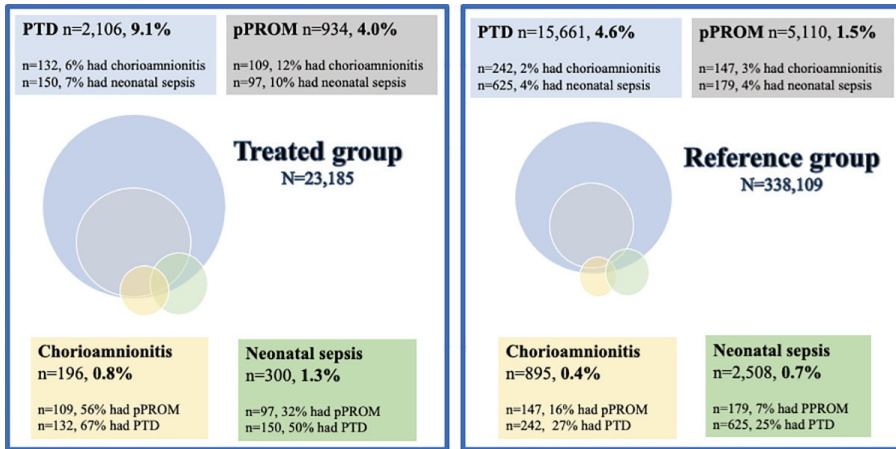 PTD n=2,106, 9.1%
n=132, 6% had chorioamnionitis
n=150, 7% had neonatal sepsis
pPROM n=934, 4.0%
n=109, 12% had chorioamnionitis
n=97, 10% had neonatal sepsis
Treated group
N=23,185
Chorioamnionitis
n=196, 0.8%
n=109, 56% had pPROM
n=132, 67% had PTD
Neonatal sepsis
n=300, 1.3%
n=97, 32% had pPROM
n=150, 50% had PTD
PTD n=15,661, 4.6%
n=242, 2% had chorioamnionitis
n=625, 4% had neonatal sepsis
pPROM n=5,110, 1.5%
n=147, 3% had chorioamnionitis
n=179, 4% had neonatal sepsis
Reference group
N=338,109
Chorioamnionitis
n=895, 0.4%
n=147, 16% had pPROM
n=242, 27% had PTD
Neonatal sepsis
n=2,508, 0.7%
n=179, 7% had PPROM
n=625, 25% had PTD